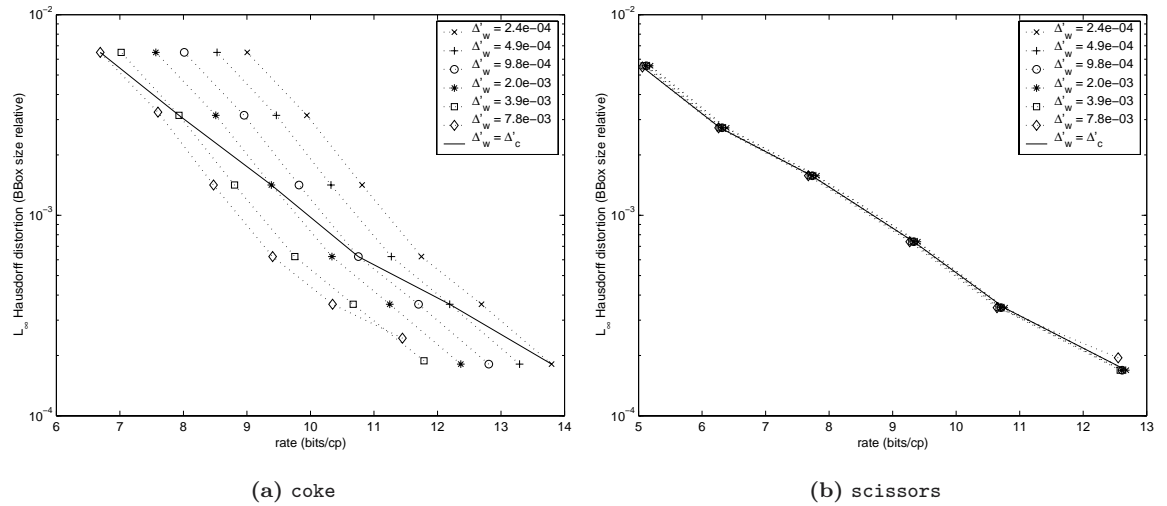 10⁻²
10⁻³
10⁻⁴
L∞ Hausdorff distortion (BBox size relative)
6 7 8 9 10 11 12 13 14
rate (bits/cp)
Δ'w = 2.4e−04
Δ'w = 4.9e−04
Δ'w = 9.8e−04
Δ'w = 2.0e−03
Δ'w = 3.9e−03
Δ'w = 7.8e−03
Δ'w = Δ'c
(a) coke
10⁻²
10⁻³
10⁻⁴
L∞ Hausdorff distortion (BBox size relative)
5 6 7 8 9 10 11 12 13
rate (bits/cp)
Δ'w = 2.4e−04
Δ'w = 4.9e−04
Δ'w = 9.8e−04
Δ'w = 2.0e−03
Δ'w = 3.9e−03
Δ'w = 7.8e−03
Δ'w = Δ'c
(b) scissors